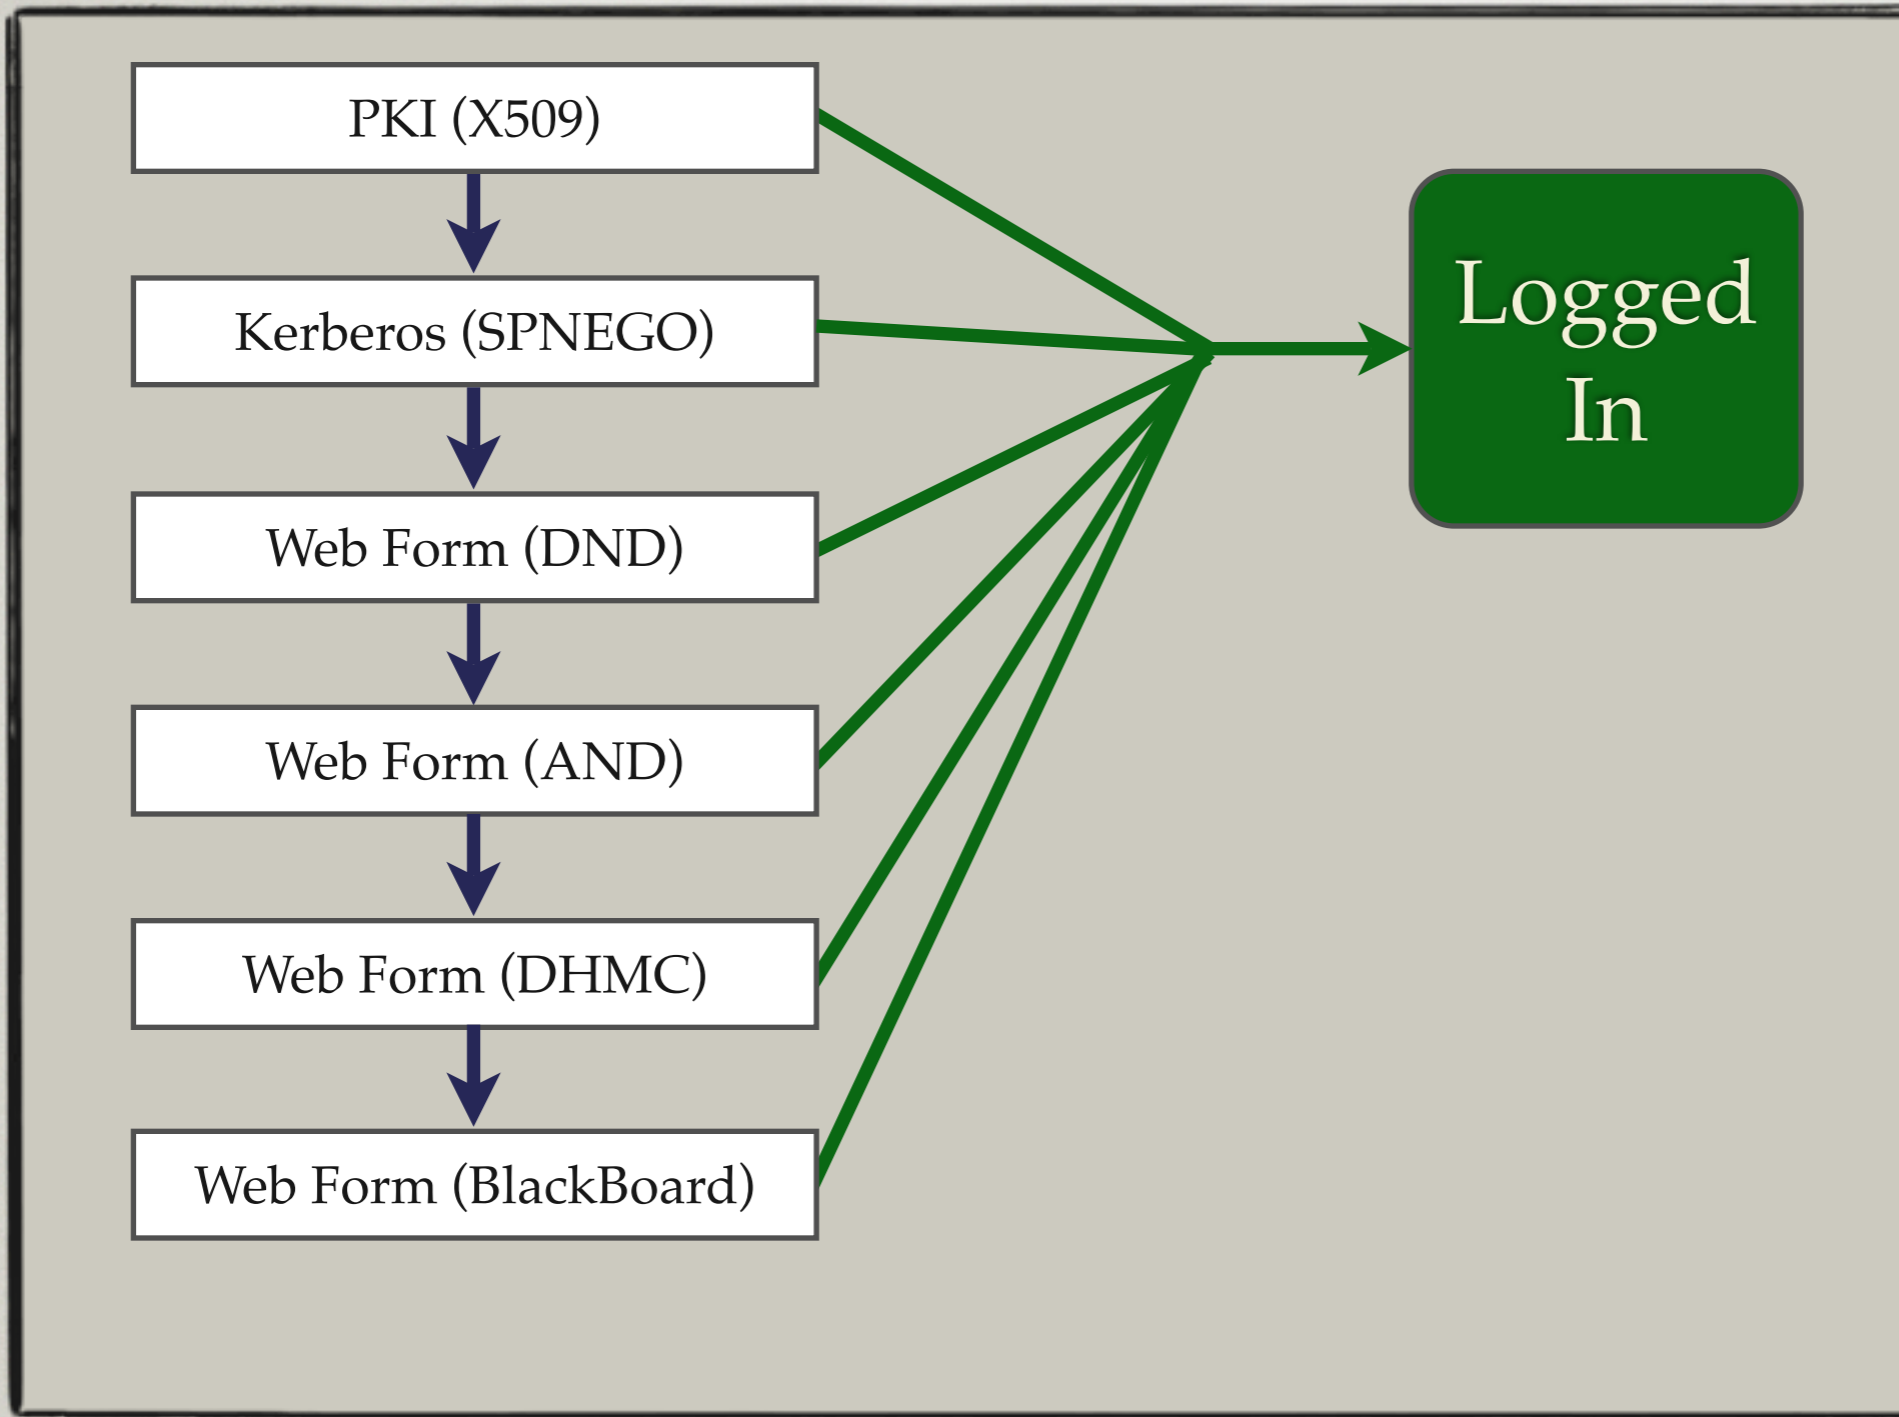 PKI (X509)
Kerberos (SPNEGO)
Web Form (DND)
Web Form (AND)
Web Form (DHMC)
Web Form (BlackBoard)
Logged
In